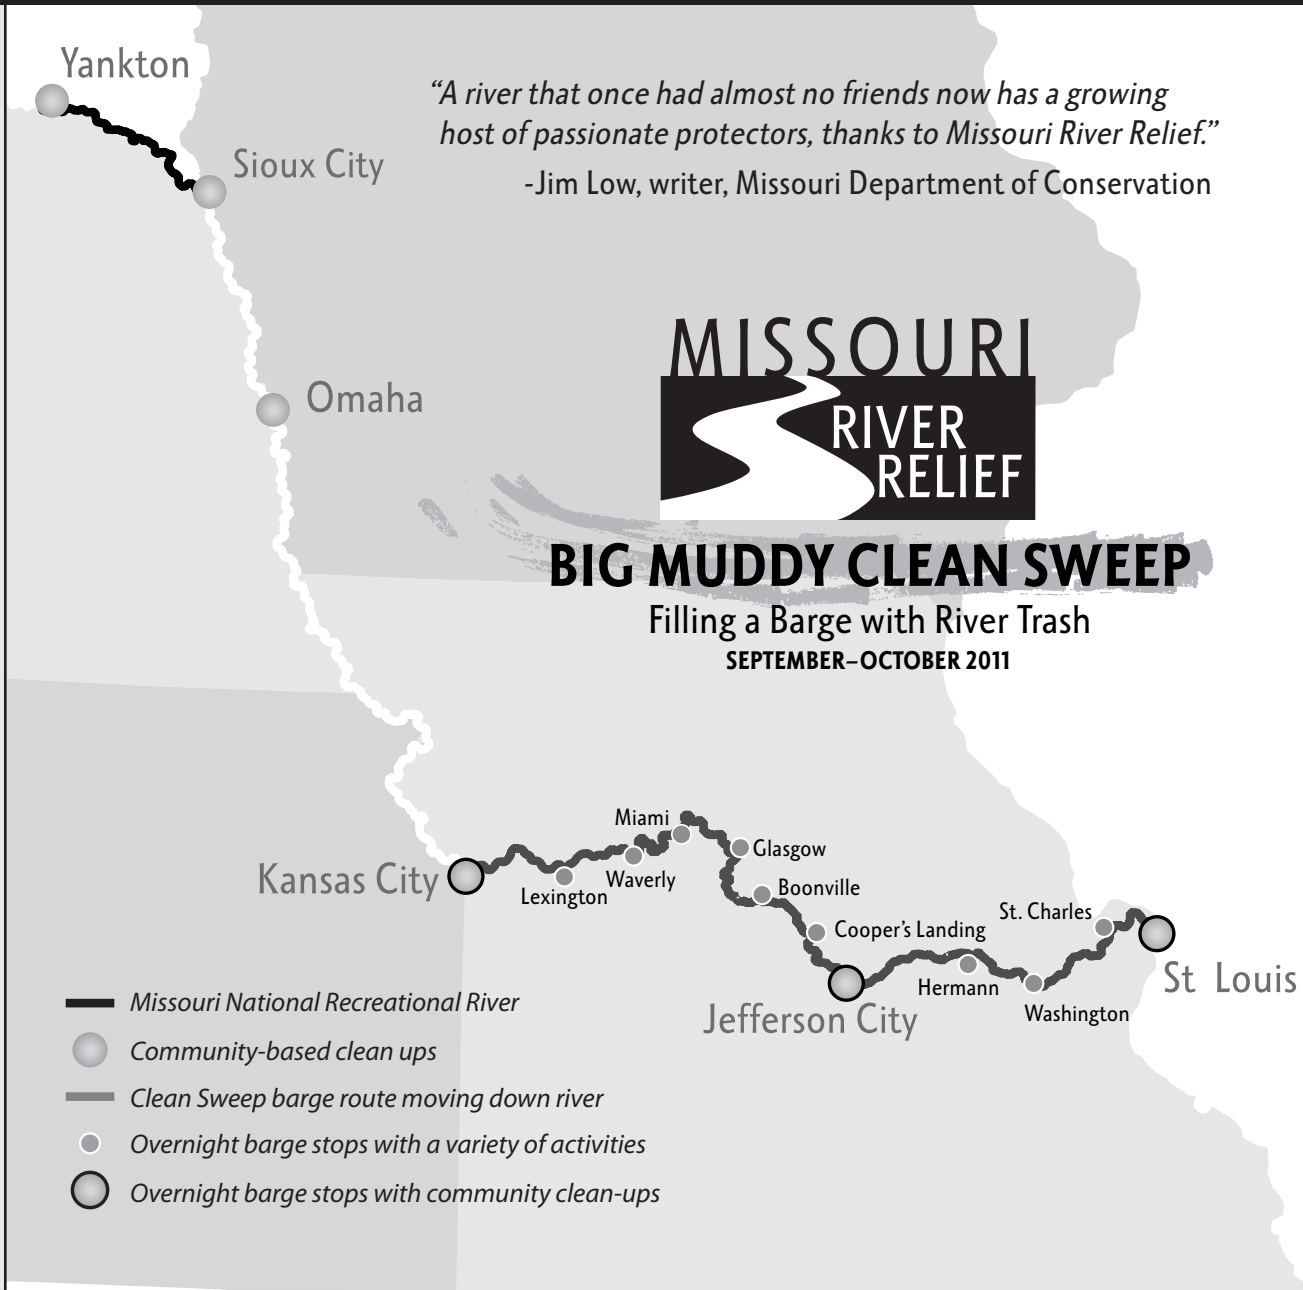 Yankton
“A river that once had almost no friends now has a growing
host of passionate protectors, thanks to Missouri River Relief.”
-Jim Low, writer, Missouri Department of Conservation
Sioux City
Omaha
MISSOURI
RIVER
RELIEF
BIG MUDDY CLEAN SWEEP
Filling a Barge with River Trash
SEPTEMBER–OCTOBER 2011
Miami
Glasgow
Kansas City
Waverly
Lexington
Boonville
St. Charles
Cooper’s Landing
St Louis
Hermann
Washington
Jefferson City
Missouri National Recreational River
Community-based clean ups
Clean Sweep barge route moving down river
Overnight barge stops with a variety of activities
Overnight barge stops with community clean-ups